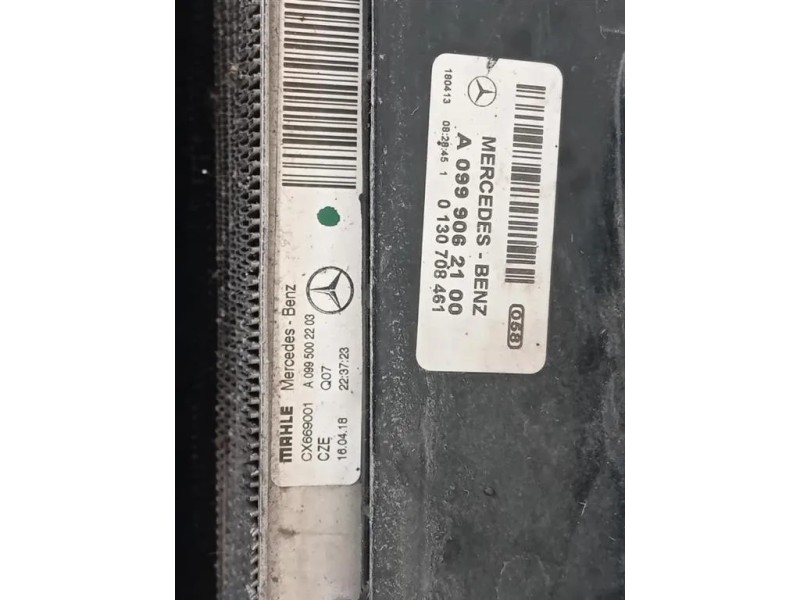 MAHLE Mercedes-Benz
CX669001 A 099 500 22 03
CZE Q07
16.04.18 22:37:23
180413 08:28:45 1
MERCEDES-BENZ
A 099 906 21 00
0 130 708 461
058